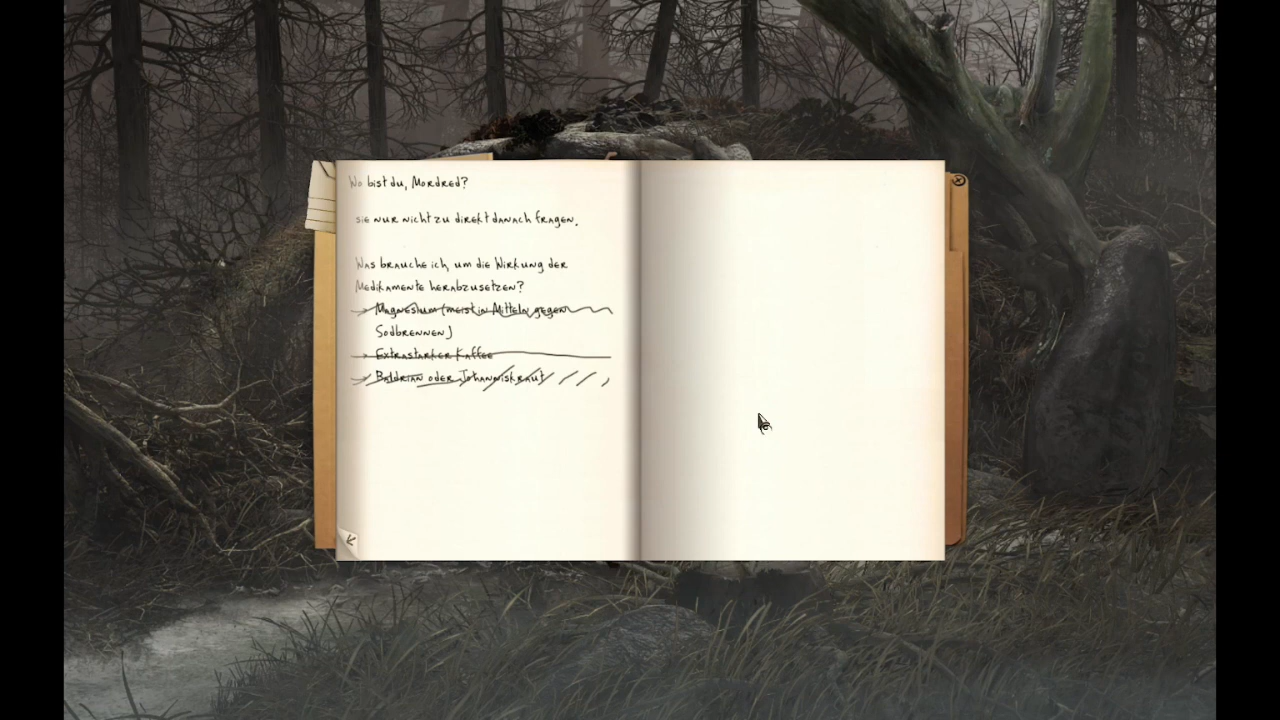 Wo bist du, Mordred?
sie nur nicht zu direkt danach fragen.
Was brauche ich, um die Wirkung der
Medikamente herabzusetzen?
→ Magnesium (meist in Mitteln gegen
Sodbrennen)
→ Extrastarker Kaffee
→ Baldrian oder Johanniskraut